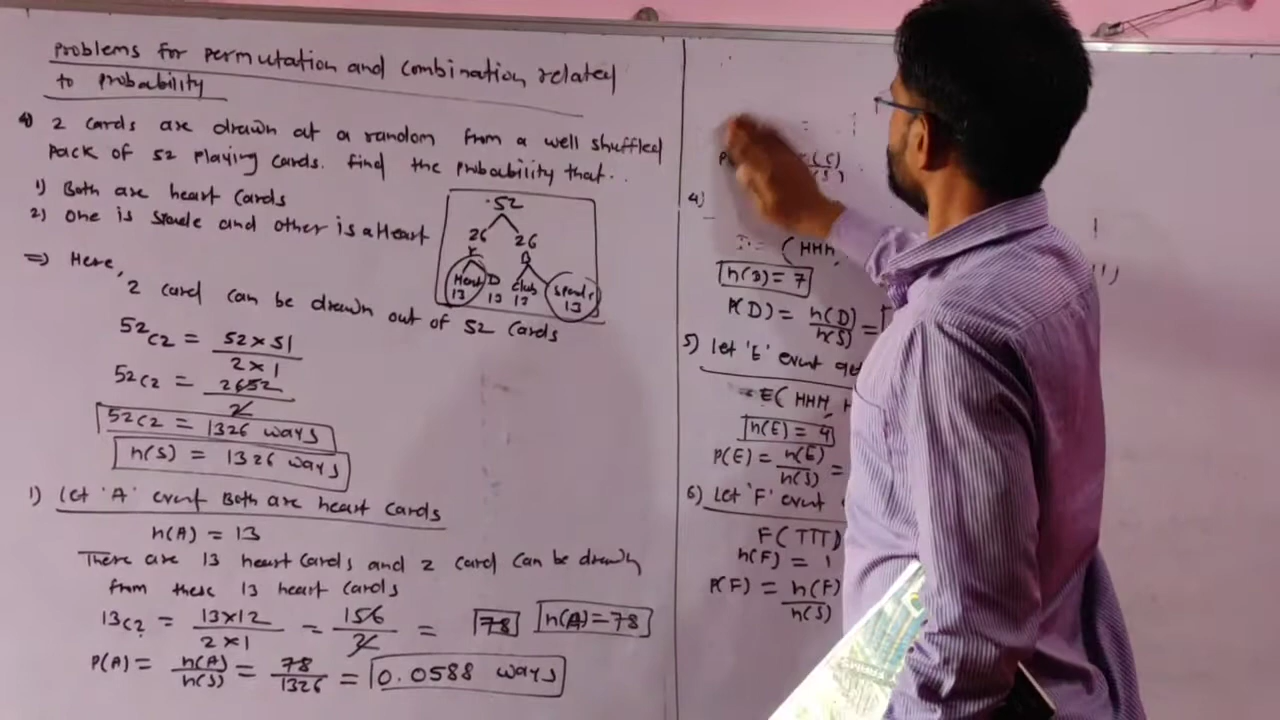 Problems for permutation and combination related
to probability
4) 2 cards are drawn at a random from a well shuffled
pack of 52 playing cards. find the probability that..
1) Both are heart cards
2) one is spade and other is a Heart
52
26 26
R B
Heart D Club Spade
13 13 13 13
⇒ Here,
2 card can be drawn out of 52 cards
52C2 = 52 × 51 / 2 × 1
52C2 = 2652 / 2
52C2 = 1326 ways
n(S) = 1326 ways
1) Let 'A' event Both are heart cards
n(A) = 13
There are 13 heart cards and 2 card can be drawn
from these 13 heart cards
13C2 = 13×12 / 2×1 = 156 / 2 = 78 n(A)=78
P(A) = n(A) / n(S) = 78 / 1326 = 0.0588 ways
4)
(HHH,
n(D) = 7
P(D) = n(D) / n(S) =
5) Let 'E' event
E( HHH,
n(E) = 4
P(E) = n(E) / n(S) =
6) Let 'F' event
F(TTT)
n(F) = 1
P(F) = n(F) / n(S)